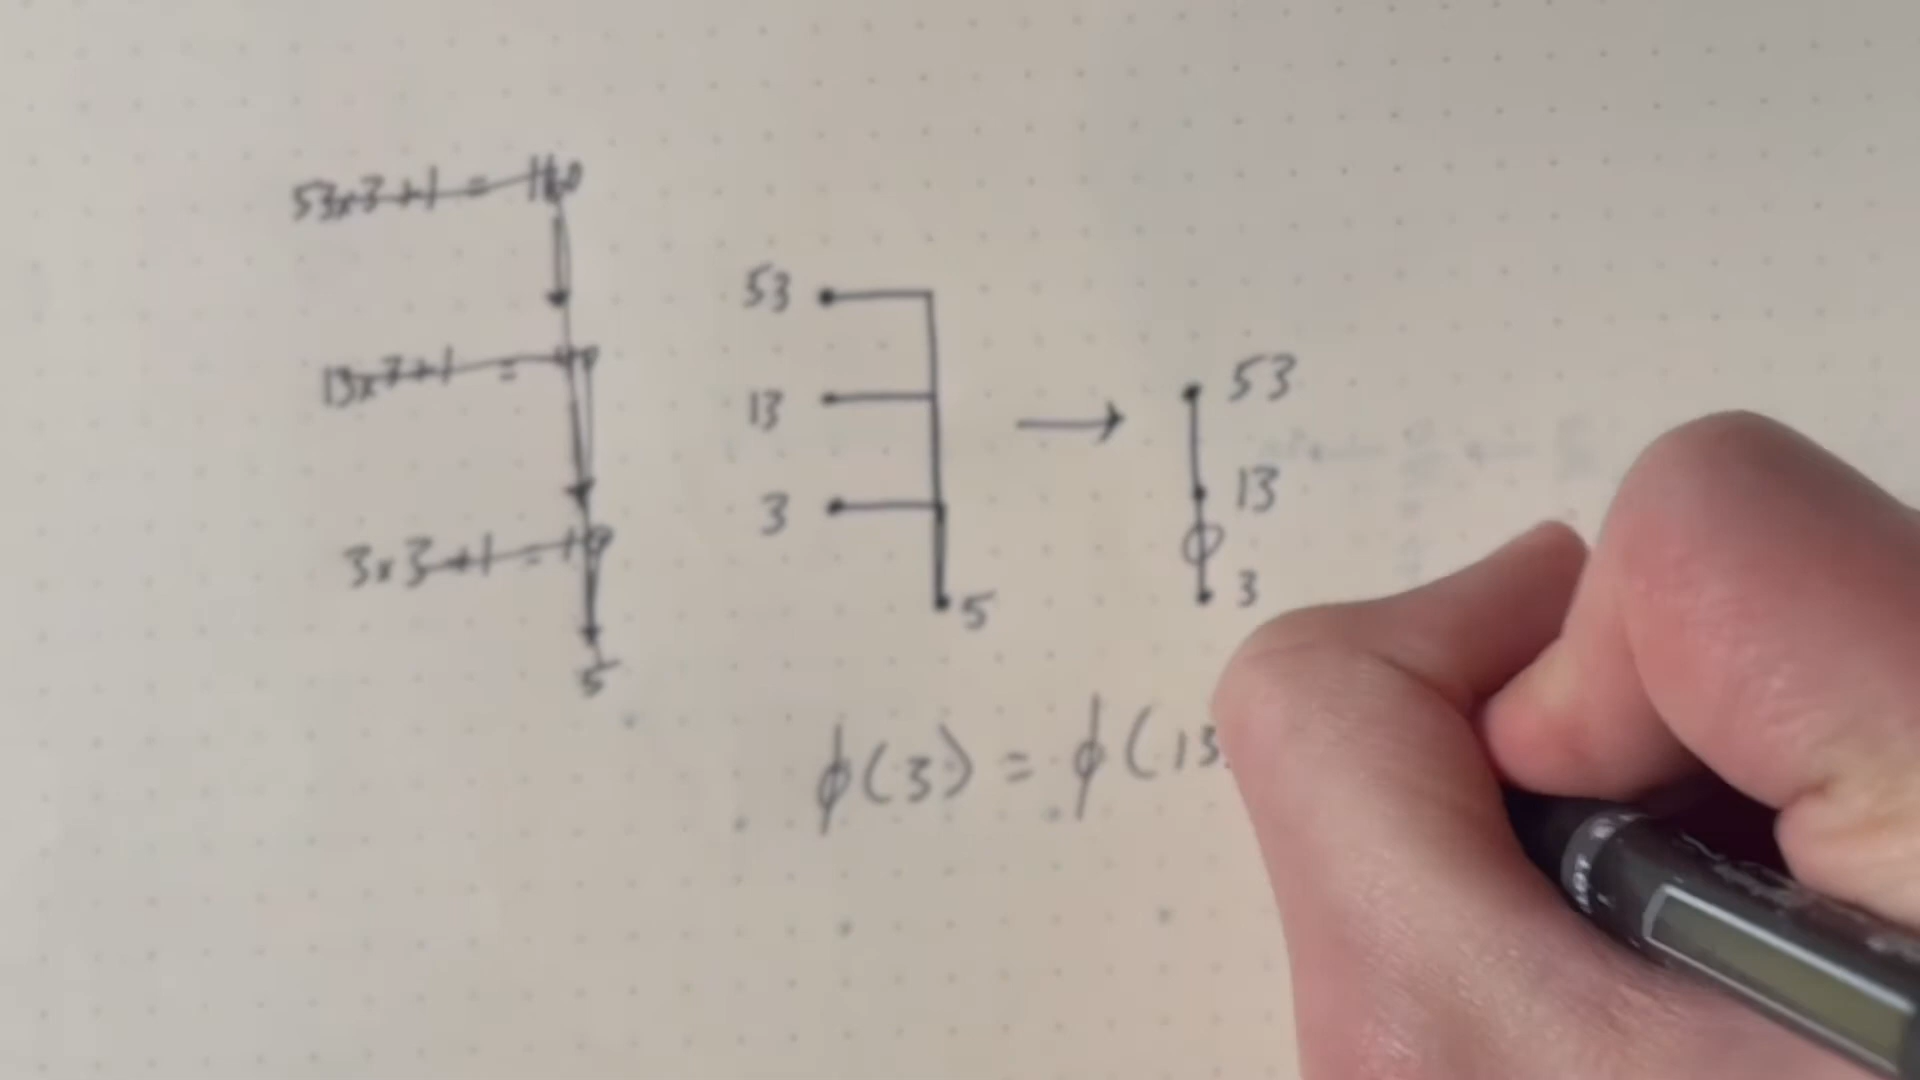 53x3+1 = 160
13x3+1 = 40
3x3+1 = 10
5
53
13
3
5
53
13
3
ϕ(3) = ϕ(13